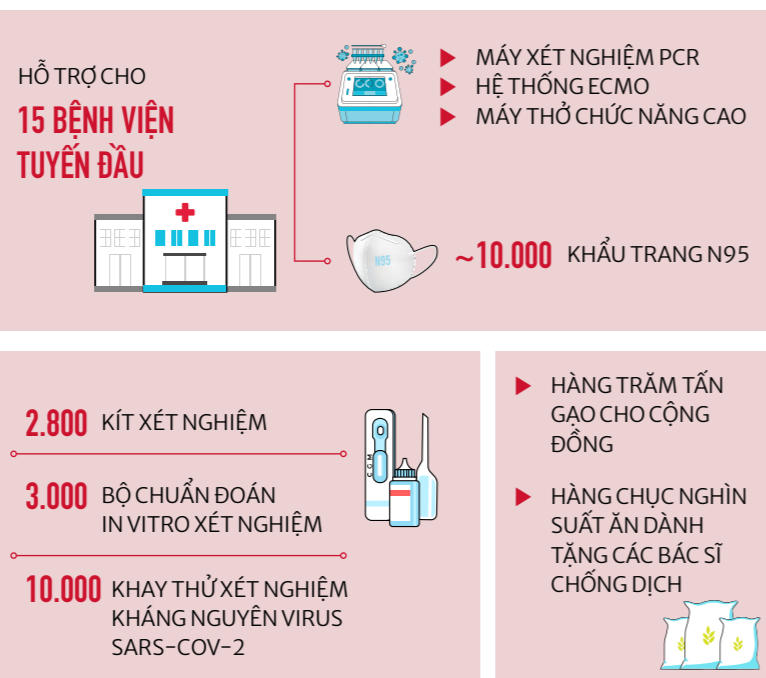 HỖ TRỢ CHO
15 BỆNH VIỆN
TUYẾN ĐẦU
MÁY XÉT NGHIỆM PCR
HỆ THỐNG ECMO
MÁY THỞ CHỨC NĂNG CAO
N95
~10.000 KHẨU TRANG N95
2.800 KÍT XÉT NGHIỆM
3.000 BỘ CHUẨN ĐOÁN
IN VITRO XÉT NGHIỆM
10.000 KHAY THỬ XÉT NGHIỆM
KHÁNG NGUYÊN VIRUS
SARS-COV-2
C G M
HÀNG TRĂM TẤN
GẠO CHO CỘNG
ĐỒNG
HÀNG CHỤC NGHÌN
SUẤT ĂN DÀNH
TẶNG CÁC BÁC SĨ
CHỐNG DỊCH